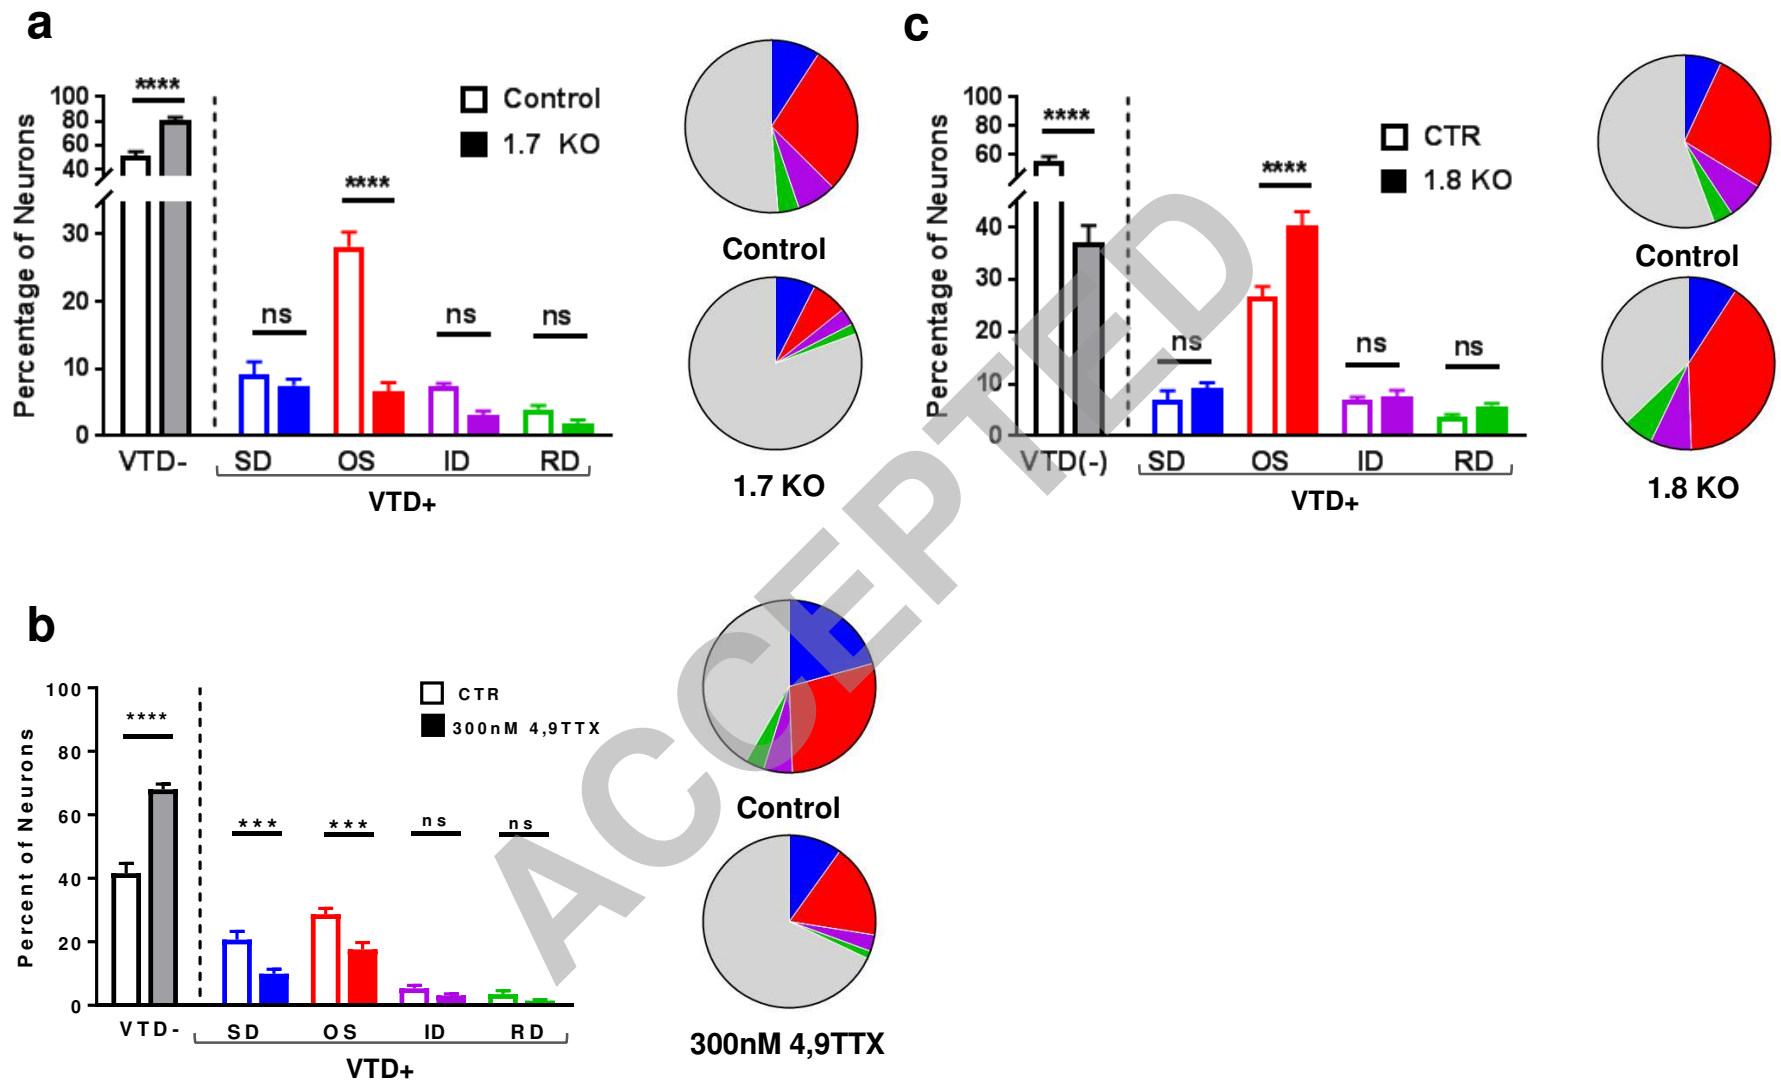 a
Percentage of Neurons
100
80
60
40
30
20
10
0
****
ns
****
ns
ns
Control
1.7 KO
VTD-
SD
OS
ID
RD
VTD+
Control
1.7 KO
c
Percentage of Neurons
100
80
60
40
30
20
10
0
****
ns
****
ns
ns
CTR
1.8 KO
VTD(-)
SD
OS
ID
RD
VTD+
Control
1.8 KO
b
Percent of Neurons
100
80
60
40
20
0
****
***
***
ns
ns
CTR
300nM 4,9TTX
VTD-
SD
OS
ID
RD
VTD+
Control
300nM 4,9TTX
ACCEPTED